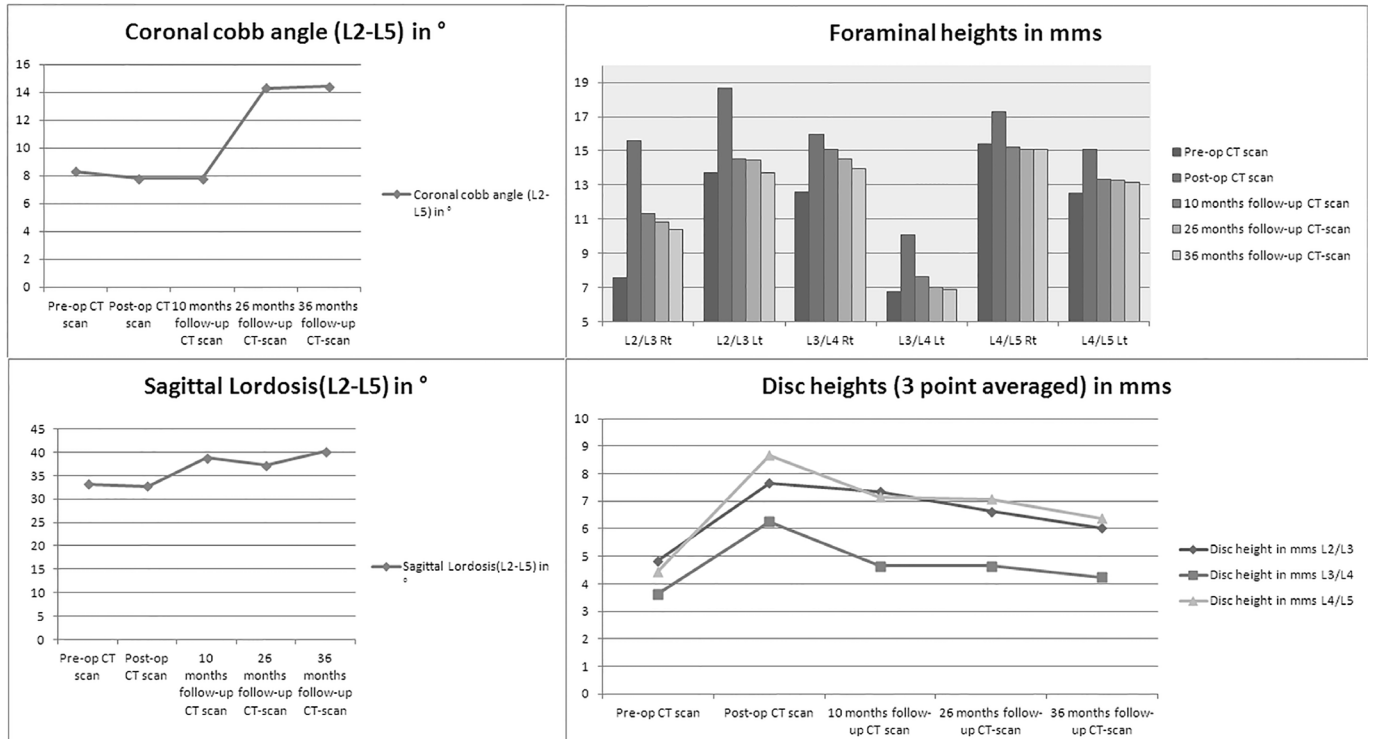 Coronal cobb angle (L2-L5) in °
16
14
12
10
8
6
4
2
0
Pre-op CT scan
Post-op CT scan
10 months follow-up CT scan
26 months follow-up CT-scan
36 months follow-up CT-scan
Coronal cobb angle (L2-
L5) in °
Foraminal heights in mms
19
17
15
13
11
9
7
5
L2/L3 Rt
L2/L3 Lt
L3/L4 Rt
L3/L4 Lt
L4/L5 Rt
L4/L5 Lt
Pre-op CT scan
Post-op CT scan
10 months follow-up CT scan
26 months follow-up CT-scan
36 months follow-up CT-scan
Sagittal Lordosis(L2-L5) in °
45
40
35
30
25
20
15
10
5
0
Pre-op CT
scan
Post-op
CT scan
10
months
follow-up
CT scan
26
months
follow-up
CT-scan
36
months
follow-up
CT-scan
Sagittal Lordosis(L2-L5) in
°
Disc heights (3 point averaged) in mms
10
9
8
7
6
5
4
3
2
1
0
Pre-op CT scan
Post-op CT scan
10 months follow-
up CT scan
26 months follow-
up CT-scan
36 months follow-
up CT-scan
Disc height in mms L2/L3
Disc height in mms L3/L4
Disc height in mms L4/L5